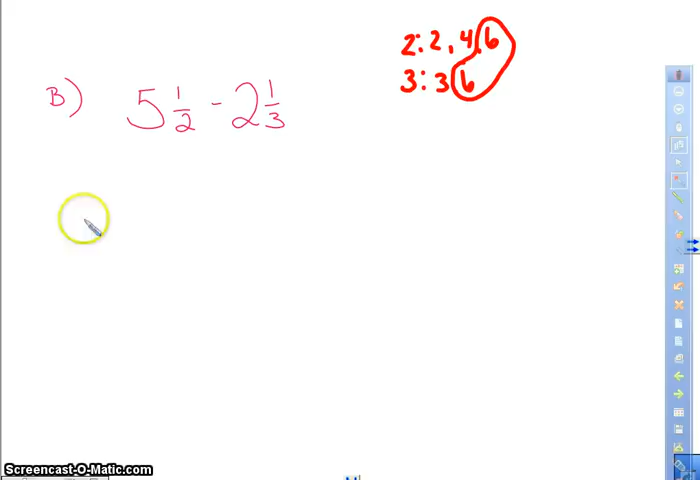 2: 2, 4, 6
3: 3 6
B) 5 1/2 - 2 1/3
Screencast-O-Matic.com